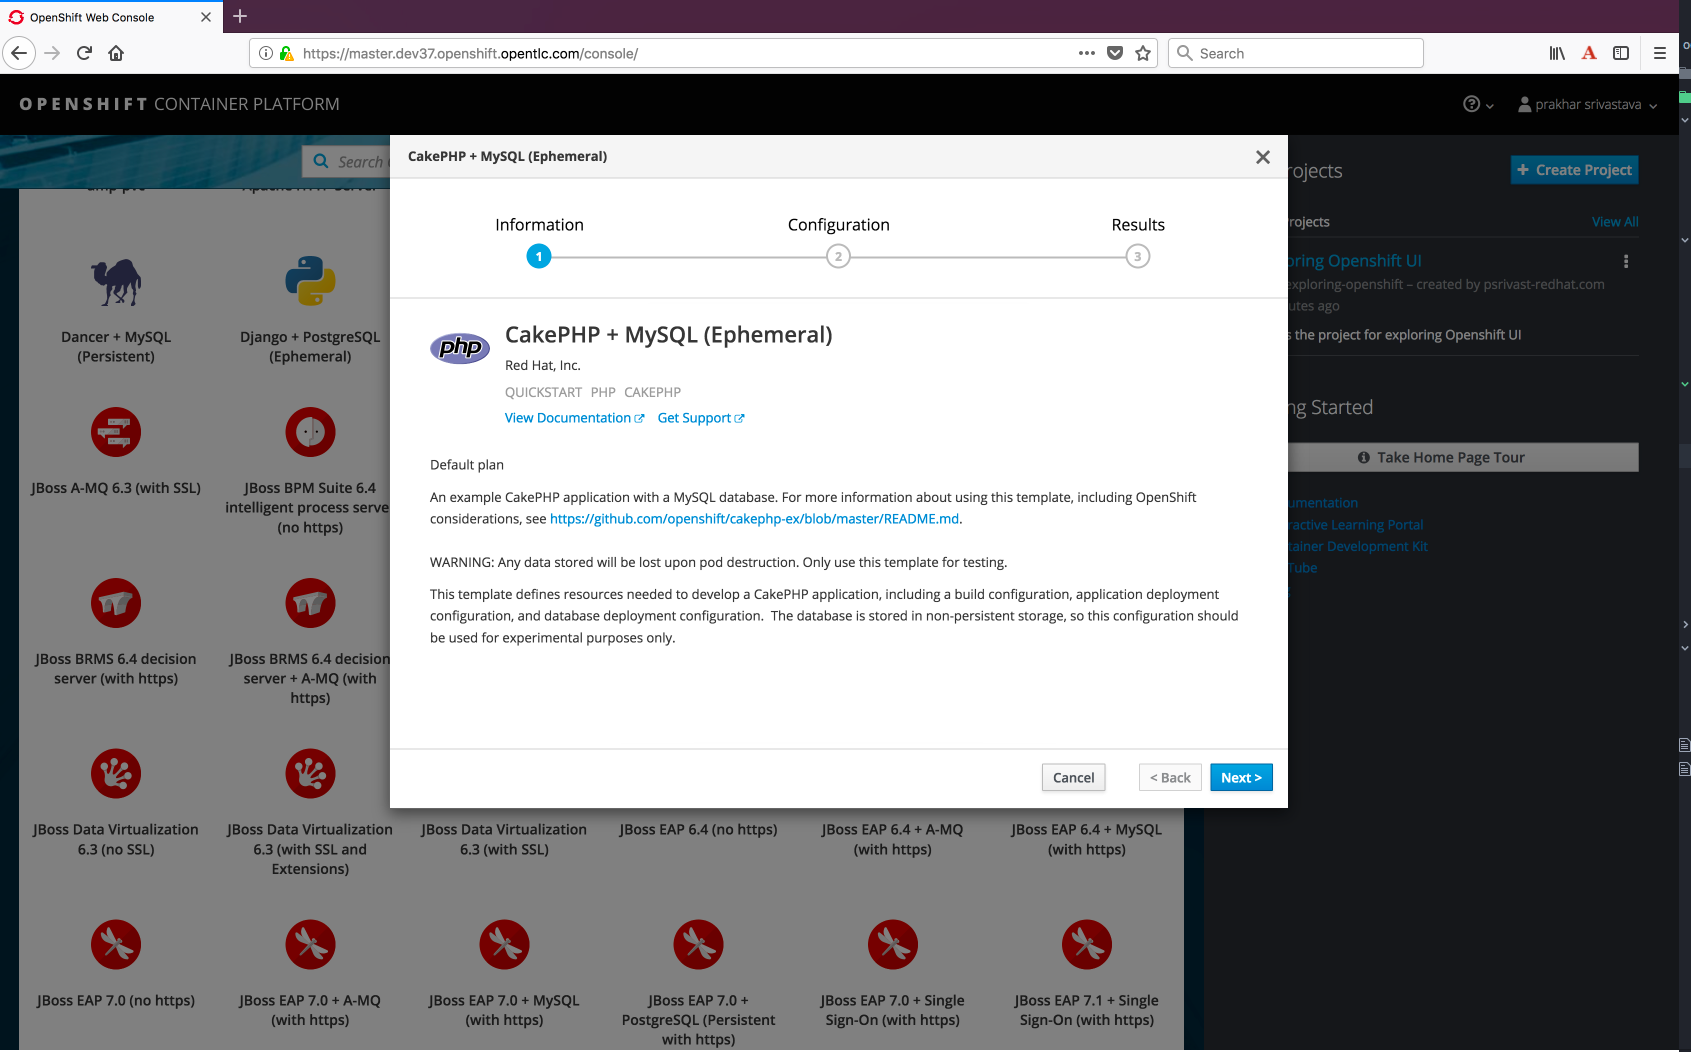 OpenShift Web Console
https://master.dev37.openshift.opentlc.com/console/
Search
OPENSHIFT CONTAINER PLATFORM
prakhar srivastava
Search
CakePHP + MySQL (Ephemeral)
Information
Configuration
Results
1
2
3
CakePHP + MySQL (Ephemeral)
php
Red Hat, Inc.
QUICKSTART PHP CAKEPHP
View Documentation Get Support
Default plan
An example CakePHP application with a MySQL database. For more information about using this template, including OpenShift
considerations, see https://github.com/openshift/cakephp-ex/blob/master/README.md.
WARNING: Any data stored will be lost upon pod destruction. Only use this template for testing.
This template defines resources needed to develop a CakePHP application, including a build configuration, application deployment
configuration, and database deployment configuration. The database is stored in non-persistent storage, so this configuration should
be used for experimental purposes only.
Cancel
< Back
Next >
rojects
Create Project
rojects
View All
oring Openshift UI
exploring-openshift – created by psrivast-redhat.com
utes ago
s the project for exploring Openshift UI
ng Started
Take Home Page Tour
umentation
ractive Learning Portal
tainer Development Kit
Tube
Dancer + MySQL
(Persistent)
Django + PostgreSQL
(Ephemeral)
JBoss A-MQ 6.3 (with SSL)
JBoss BPM Suite 6.4
intelligent process serve
(no https)
JBoss BRMS 6.4 decision
server (with https)
JBoss BRMS 6.4 decision
server + A-MQ (with
https)
JBoss Data Virtualization
6.3 (no SSL)
JBoss Data Virtualization
6.3 (with SSL and
Extensions)
JBoss Data Virtualization
6.3 (with SSL)
JBoss EAP 6.4 (no https)
JBoss EAP 6.4 + A-MQ
(with https)
JBoss EAP 6.4 + MySQL
(with https)
JBoss EAP 7.0 (no https)
JBoss EAP 7.0 + A-MQ
(with https)
JBoss EAP 7.0 + MySQL
(with https)
JBoss EAP 7.0 +
PostgreSQL (Persistent
with https)
JBoss EAP 7.0 + Single
Sign-On (with https)
JBoss EAP 7.1 + Single
Sign-On (with https)